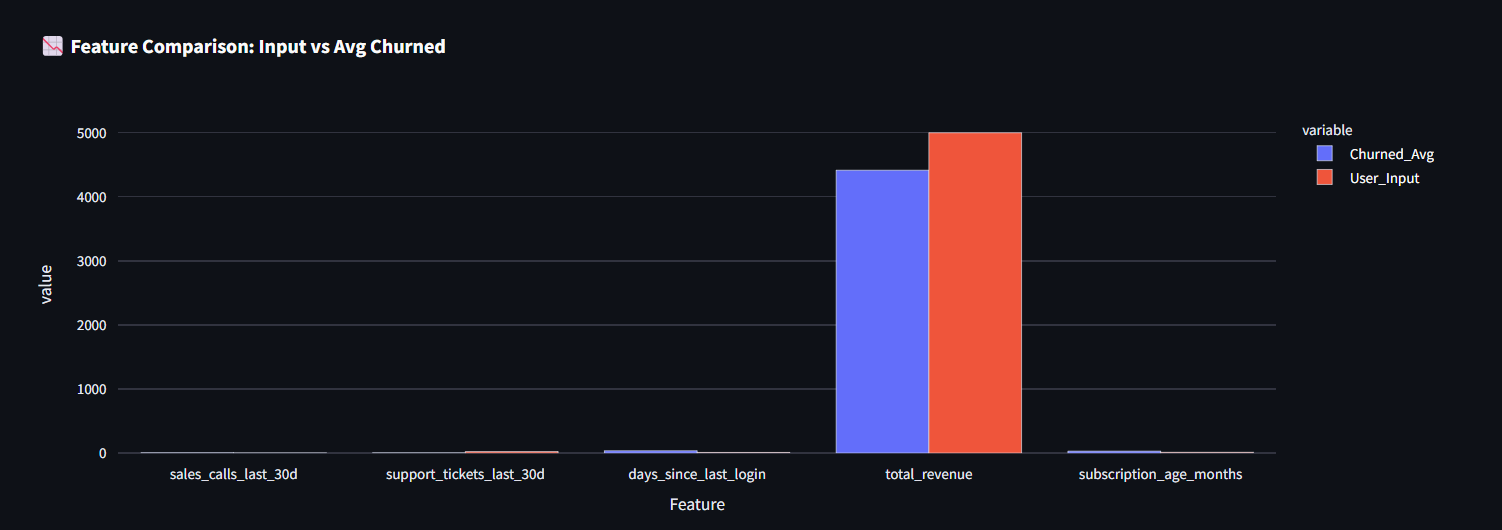 Feature Comparison: Input vs Avg Churned
variable
Churned_Avg
User_Input
value
5000
4000
3000
2000
1000
0
sales_calls_last_30d
support_tickets_last_30d
days_since_last_login
total_revenue
subscription_age_months
Feature